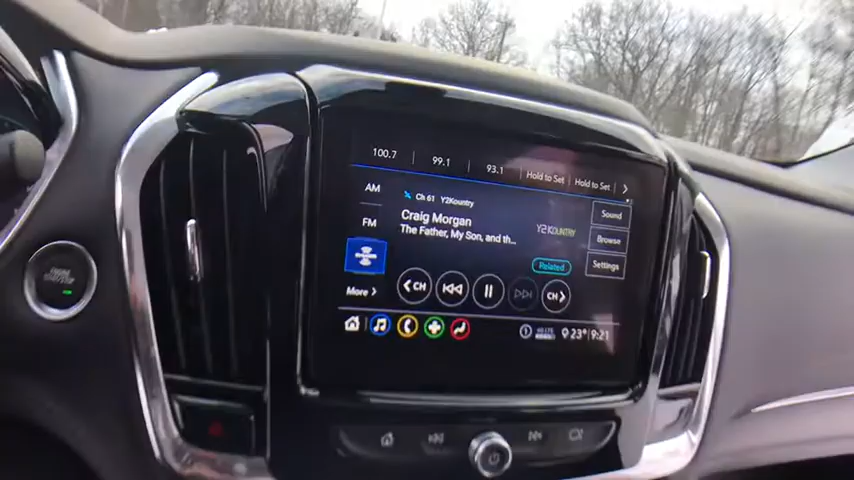 100.7 99.1 93.1 Hold to Set Hold to Set
AM
Ch 61 Y2Kountry
Sound
FM
Craig Morgan
The Father, My Son, and th...
Y2KOUNTRY
Browse
Related
Settings
More
CH
CH
23° 9:21